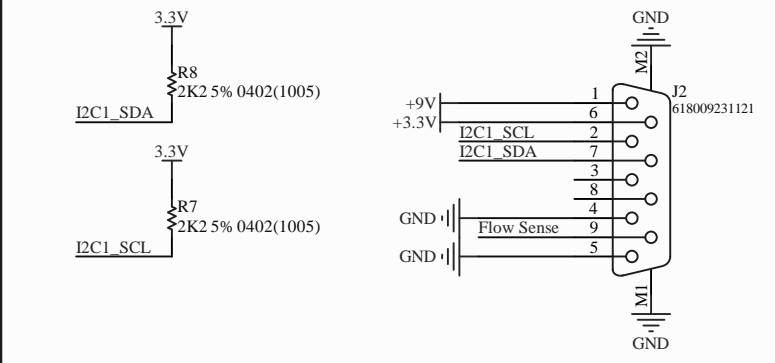 3.3V
R8
2K2 5% 0402(1005)
I2C1_SDA
3.3V
R7
2K2 5% 0402(1005)
I2C1_SCL
GND
M2
J2
618009231121
+9V
1
+3.3V
6
I2C1_SCL
2
I2C1_SDA
7
3
8
GND
4
Flow Sense
9
GND
5
M1
GND